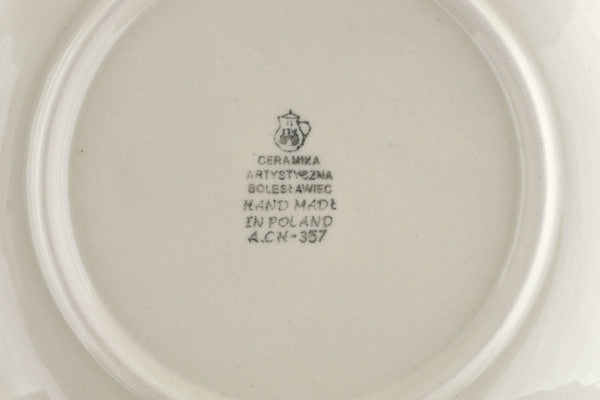 CERAMIKA
ARTYSTYCZNA
BOLESŁAWIEC
HAND MADE
IN POLAND
A.CH-357